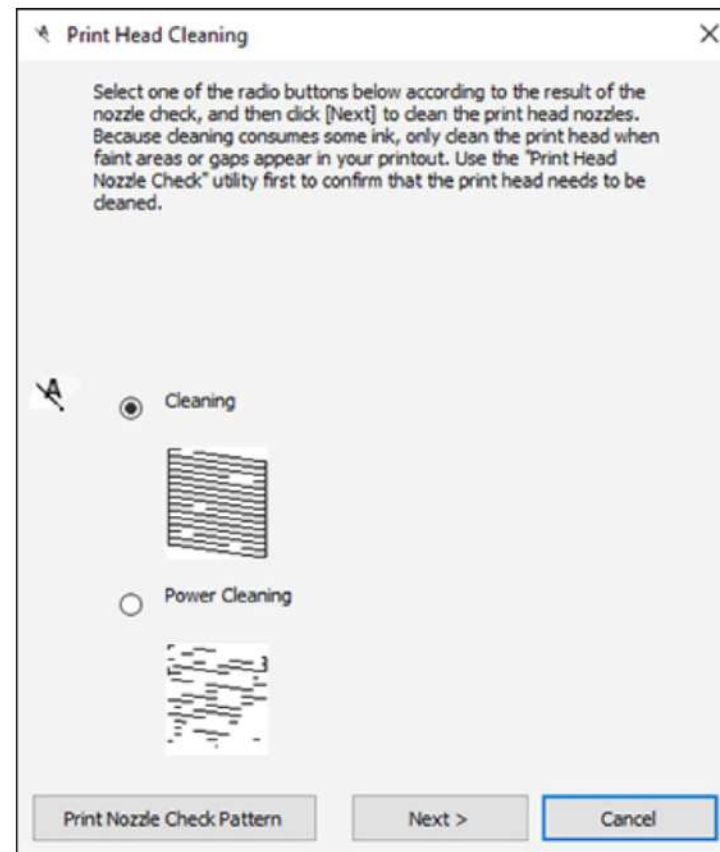 Print Head Cleaning
Select one of the radio buttons below according to the result of the
nozzle check, and then click [Next] to clean the print head nozzles.
Because cleaning consumes some ink, only clean the print head when
faint areas or gaps appear in your printout. Use the "Print Head
Nozzle Check" utility first to confirm that the print head needs to be
cleaned.
A
Cleaning
Power Cleaning
Print Nozzle Check Pattern
Next >
Cancel